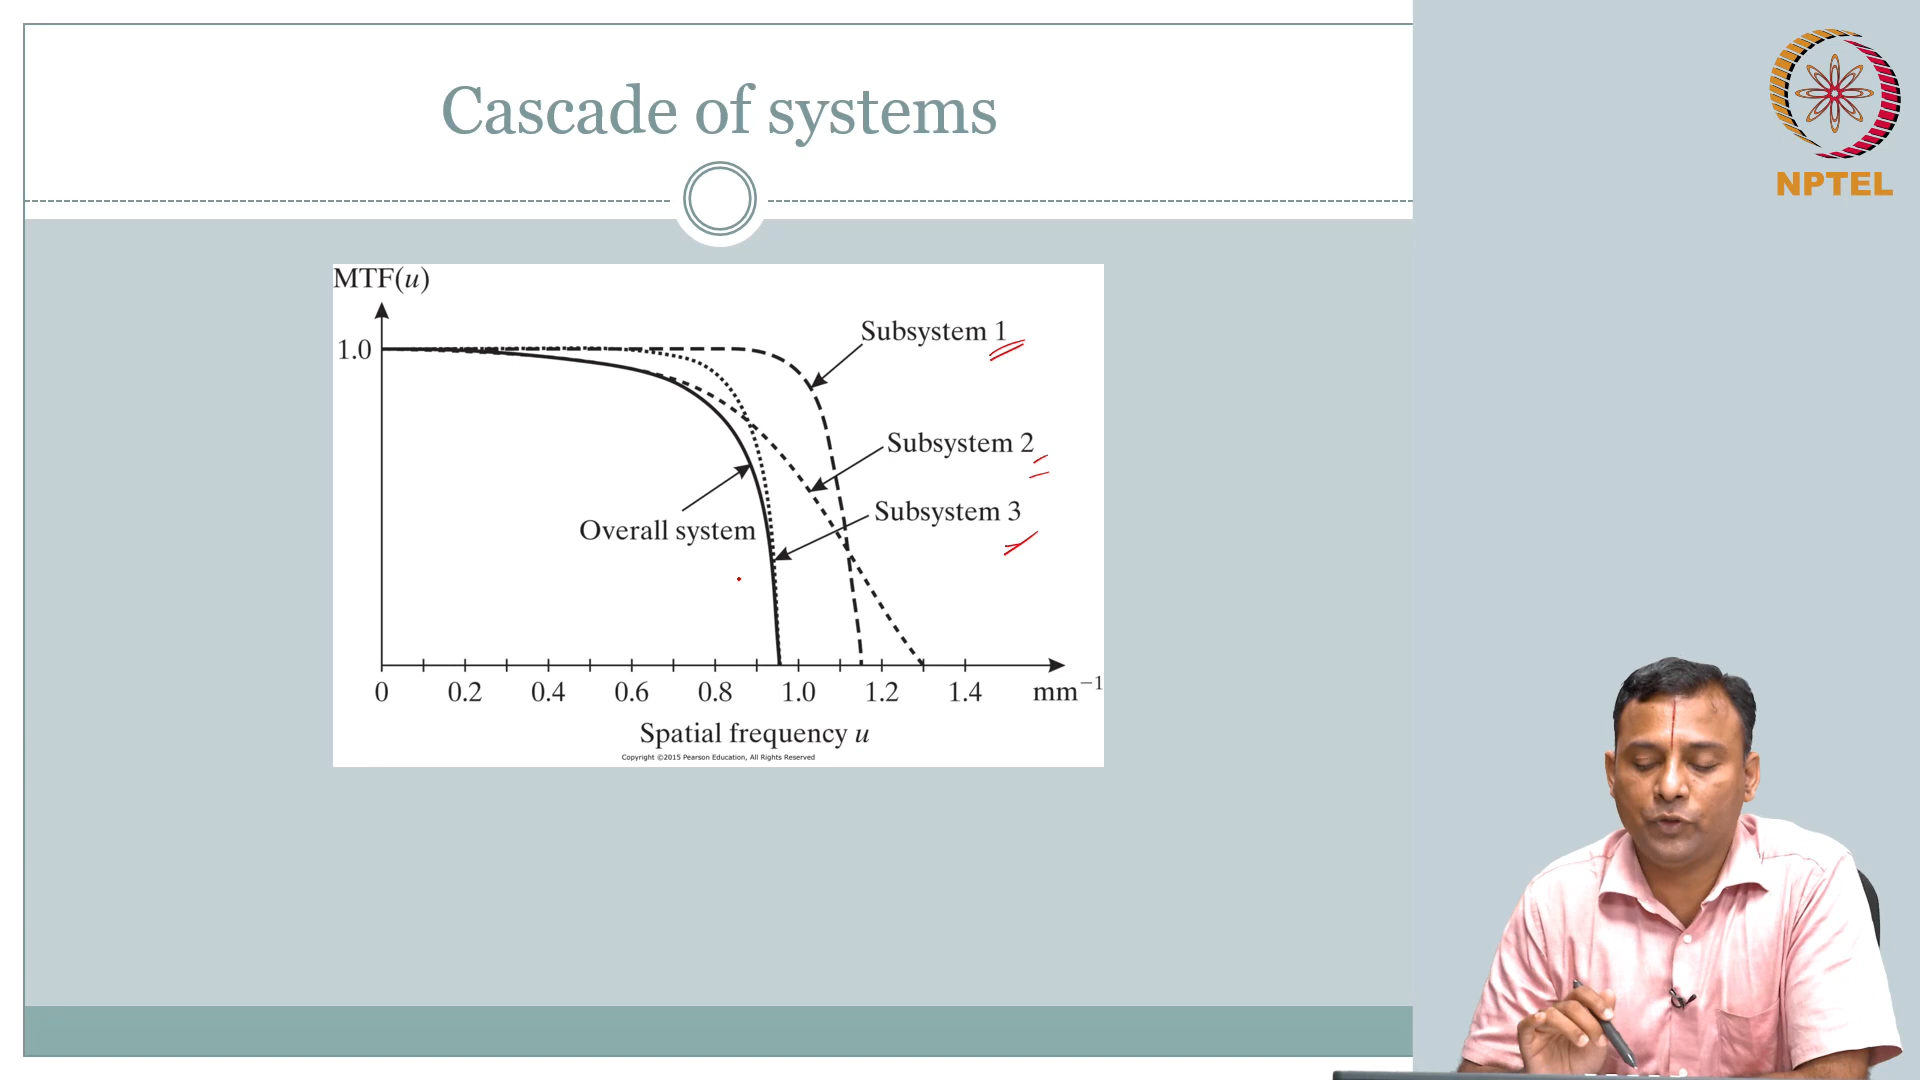 Cascade of systems
NPTEL
MTF(u)
1.0
Subsystem 1
Subsystem 2
Subsystem 3
Overall system
0 0.2 0.4 0.6 0.8 1.0 1.2 1.4 mm⁻¹
Spatial frequency u
Copyright ©2015 Pearson Education, All Rights Reserved